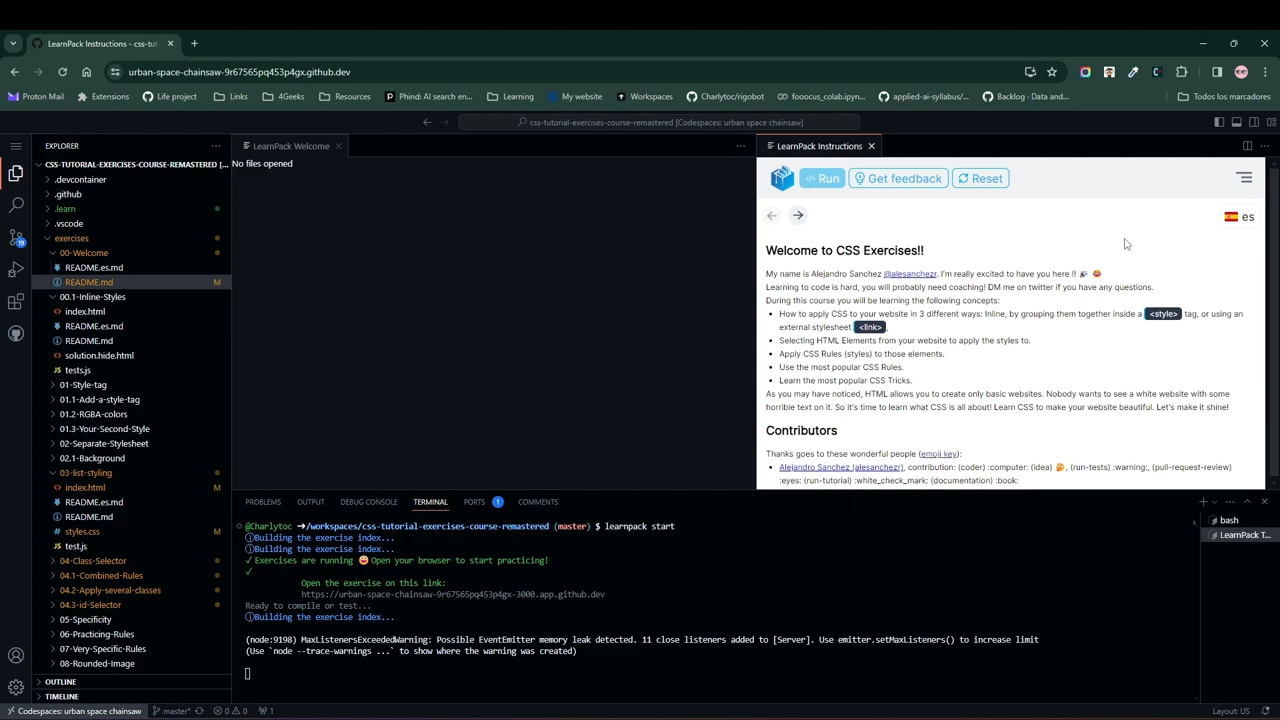 LearnPack Instructions - css-tut
urban-space-chainsaw-9r67565pq453p4gx.github.dev
Proton Mail
Extensions
Life project
Links
4Geeks
Resources
Phind: AI search en...
Learning
My website
Workspaces
Charlytoc/rigobot
fooocus_colab.ipyn...
applied-ai-syllabus/...
Backlog - Data and...
Todos los marcadores
css-tutorial-exercises-course-remastered [Codespaces: urban space chainsaw]
EXPLORER
CSS-TUTORIAL-EXERCISES-COURSE-REMASTERED [...
.devcontainer
.github
.learn
.vscode
exercises
00-Welcome
README.es.md
README.md M
00.1-Inline-Styles
index.html
README.es.md
README.md
solution.hide.html
tests.js
01-Style-tag
01.1-Add-a-style-tag
01.2-RGBA-colors
01.3-Your-Second-Style
02-Separate-Stylesheet
02.1-Background
03-list-styling
index.html M
README.es.md
README.md
styles.css M
test.js
04-Class-Selector
04.1-Combined-Rules
04.2-Apply-several-classes
04.3-id-Selector
05-Specificity
06-Practicing-Rules
07-Very-Specific-Rules
08-Rounded-Image
OUTLINE
TIMELINE
19
LearnPack Welcome
No files opened
LearnPack Instructions
Run
Get feedback
Reset
es
Welcome to CSS Exercises!!
My name is Alejandro Sanchez @alesanchezr. I'm really excited to have you here !! 🎉 😂
Learning to code is hard, you will probably need coaching! DM me on twitter if you have any questions.
During this course you will be learning the following concepts:
• How to apply CSS to your website in 3 different ways: Inline, by grouping them together inside a <style> tag, or using an
external stylesheet <link>.
• Selecting HTML Elements from your website to apply the styles to.
• Apply CSS Rules (styles) to those elements.
• Use the most popular CSS Rules.
• Learn the most popular CSS Tricks.
As you may have noticed, HTML allows you to create only basic websites. Nobody wants to see a white website with some
horrible text on it. So it's time to learn what CSS is all about! Learn CSS to make your website beautiful. Let's make it shine!
Contributors
Thanks goes to these wonderful people (emoji key):
• Alejandro Sanchez (alesanchezr), contribution: (coder) :computer: (idea) 🤔, (run-tests) :warning:, (pull-request-review)
:eyes: (run-tutorial) :white_check_mark: (documentation) :book:
PROBLEMS
OUTPUT
DEBUG CONSOLE
TERMINAL
PORTS 1
COMMENTS
@Charlytoc ➜/workspaces/css-tutorial-exercises-course-remastered (master) $ learnpack start
ⓘBuilding the exercise index...
ⓘBuilding the exercise index...
✓ Exercises are running 😃 Open your browser to start practicing!
✓
Open the exercise on this link:
https://urban-space-chainsaw-9r67565pq453p4gx-3000.app.github.dev
Ready to compile or test...
ⓘBuilding the exercise index...
(node:9198) MaxListenersExceededWarning: Possible EventEmitter memory leak detected. 11 close listeners added to [Server]. Use emitter.setMaxListeners() to increase limit
(Use `node --trace-warnings ...` to show where the warning was created)
bash
LearnPack T...
Codespaces: urban space chainsaw
master*
0
0
1
Layout: US